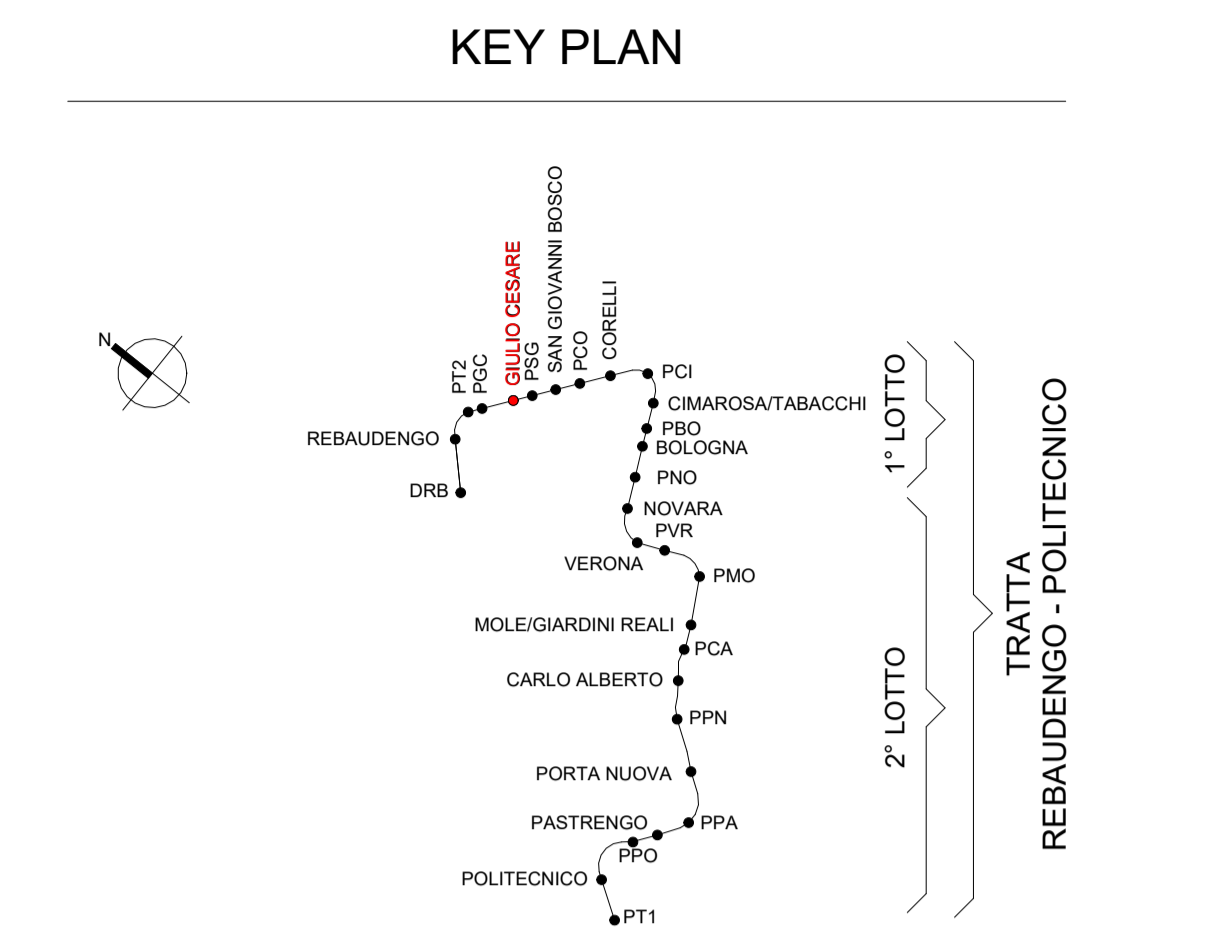 KEY PLAN
N
PT2
PGC
GIULIO CESARE
PSG
SAN GIOVANNI BOSCO
PCO
CORELLI
PCI
CIMAROSA/TABACCHI
REBAUDENGO
PBO
BOLOGNA
DRB
PNO
NOVARA
PVR
VERONA
PMO
MOLE/GIARDINI REALI
PCA
CARLO ALBERTO
PPN
PORTA NUOVA
PASTRENGO
PPA
PPO
POLITECNICO
PT1
1° LOTTO
2° LOTTO
TRATTA
REBAUDENGO - POLITECNICO